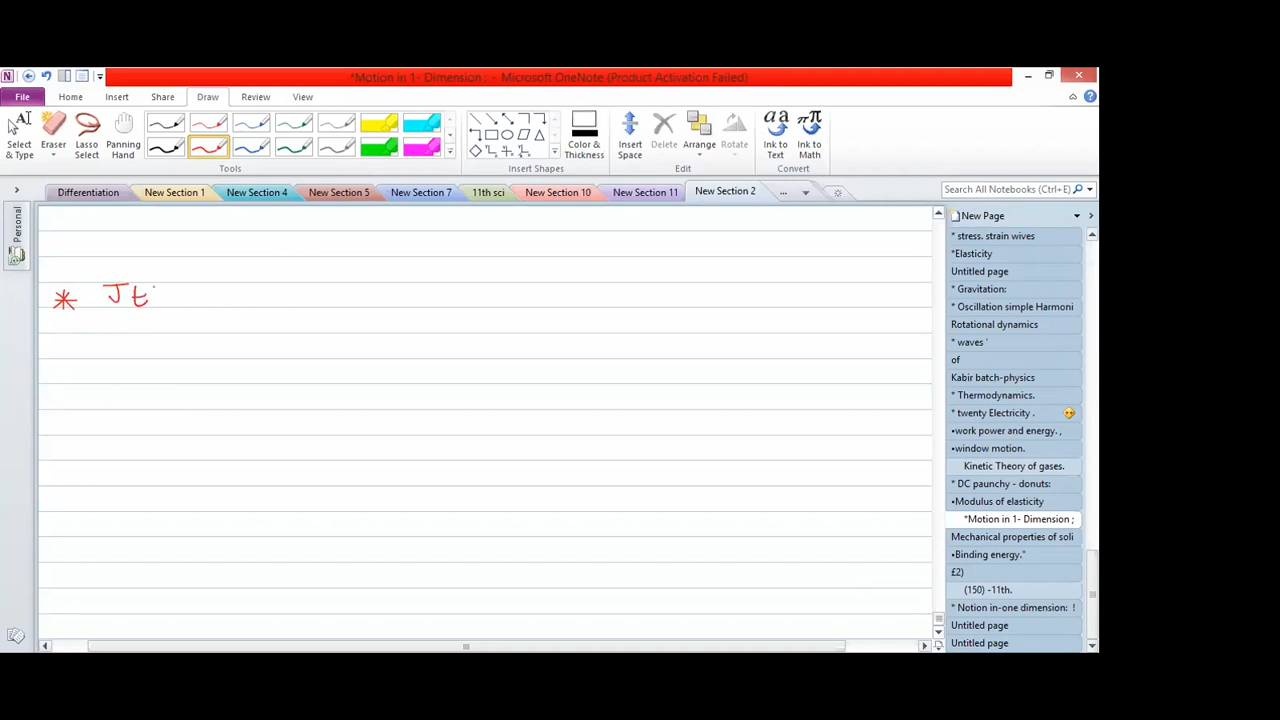 *Motion in 1- Dimension ; - Microsoft OneNote (Product Activation Failed)
File Home Insert Share Draw Review View
Select & Type Eraser Lasso Select Panning Hand Color & Thickness Insert Space Delete Arrange Rotate Ink to Text Ink to Math
Tools Insert Shapes Edit Convert
Differentiation New Section 1 New Section 4 New Section 5 New Section 7 11th sci New Section 10 New Section 11 New Section 2 ... Search All Notebooks (Ctrl+E)
Personal
New Page
* stress. strain wives
*Elasticity
Untitled page
* Gravitation:
* Oscillation simple Harmoni
Rotational dynamics
* waves '
of
Kabir batch-physics
* Thermodynamics.
* twenty Electricity .
•work power and energy. ,
•window motion.
Kinetic Theory of gases.
* DC paunchy - donuts:
•Modulus of elasticity
*Motion in 1- Dimension ;
Mechanical properties of soli
•Binding energy."
£2)
(150) -11th.
* Notion in-one dimension: !
Untitled page
Untitled page
* Jt